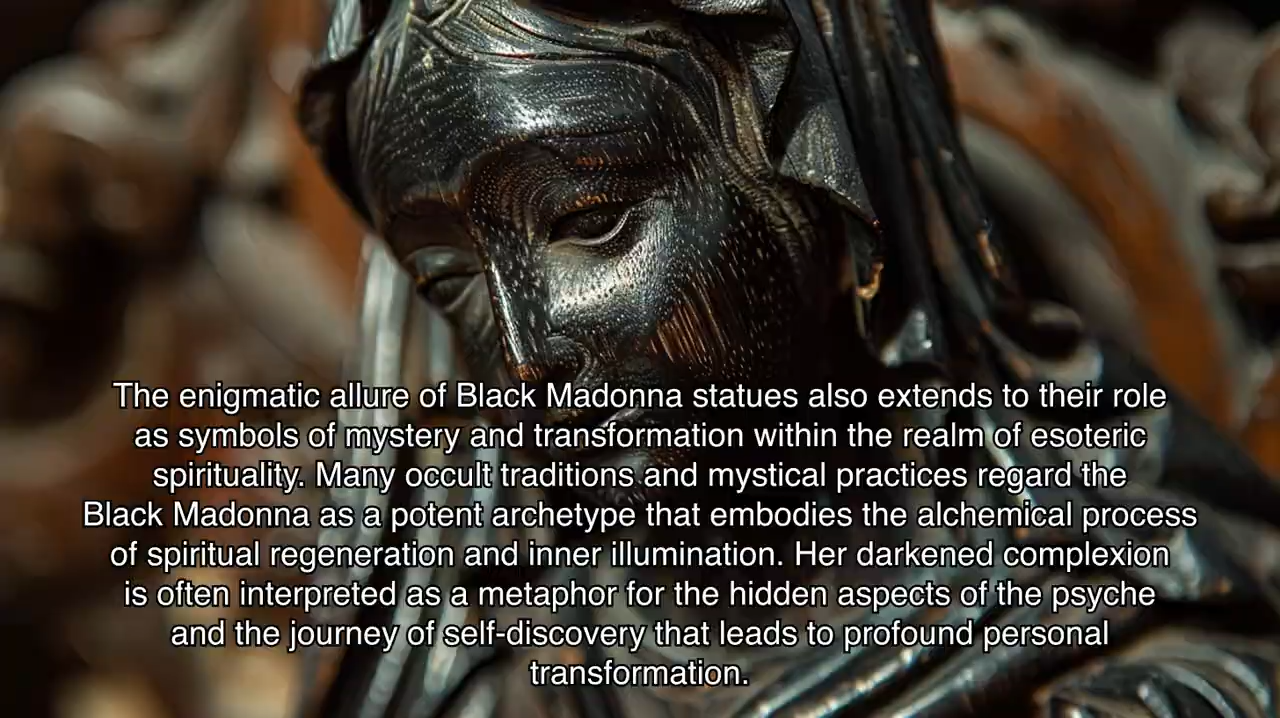 The enigmatic allure of Black Madonna statues also extends to their role
as symbols of mystery and transformation within the realm of esoteric
spirituality. Many occult traditions and mystical practices regard the
Black Madonna as a potent archetype that embodies the alchemical process
of spiritual regeneration and inner illumination. Her darkened complexion
is often interpreted as a metaphor for the hidden aspects of the psyche
and the journey of self-discovery that leads to profound personal
transformation.